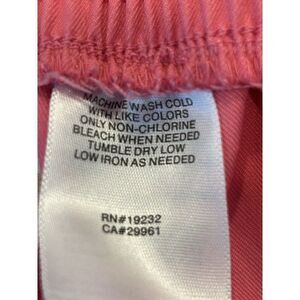 MACHINE WASH COLD
WITH LIKE COLORS
ONLY NON-CHLORINE
BLEACH WHEN NEEDED
TUMBLE DRY LOW
LOW IRON AS NEEDED
RN#19232
CA#29961